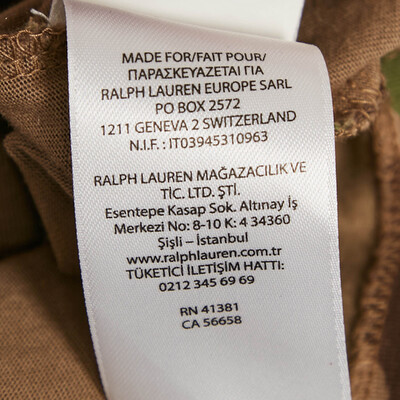 MADE FOR/FAIT POUR/
ΠΑΡΑΣΚΕΥΑΖΕΤΑΙ ΓΙΑ
RALPH LAUREN EUROPE SARL
PO BOX 2572
1211 GENEVA 2 SWITZERLAND
N.I.F. : IT03945310963
RALPH LAUREN MAĞAZACILIK VE
TİC. LTD. ŞTİ.
Esentepe Kasap Sok. Altınay İş
Merkezi No: 8-10 K: 4 34360
Şişli – İstanbul
www.ralphlauren.com.tr
TÜKETİCİ İLETİŞİM HATTI:
0212 345 69 69
RN 41381
CA 56658